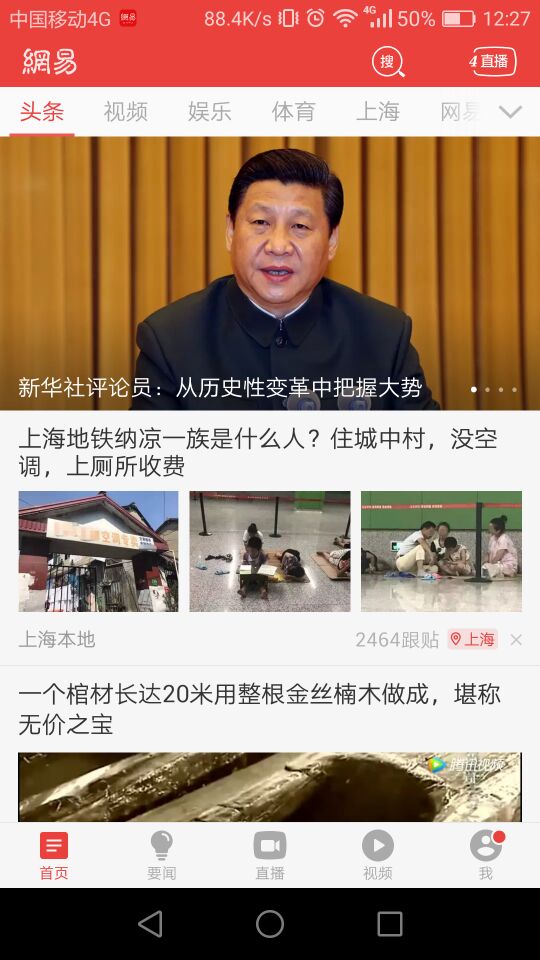 中国移动4G 網易 88.4K/s 4G 50% 12:27
網易 搜 4直播
头条 视频 娱乐 体育 上海
新华社评论员：从历史性变革中把握大势
上海地铁纳凉一族是什么人？住城中村，没空
调，上厕所收费
上海本地 2464跟贴 上海
一个棺材长达20米用整根金丝楠木做成，堪称
无价之宝
腾讯视频
首页 要闻 直播 视频 我